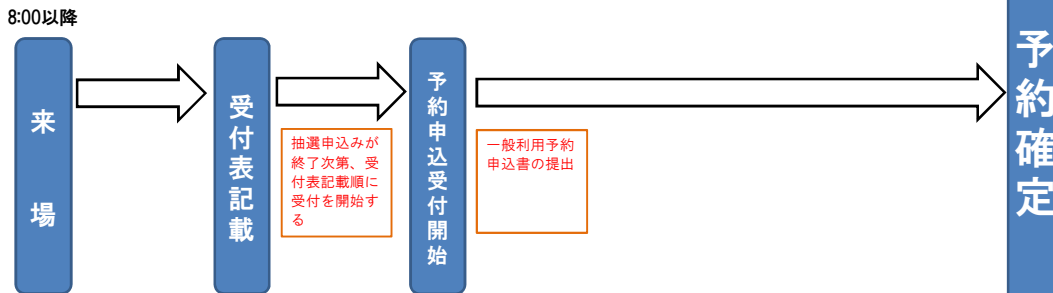 8:00以降
来場
受付表記載
抽選申込みが
終了次第、受
付表記載順に
受付を開始す
る
予約申込受付開始
一般利用予約
申込書の提出
予約確定